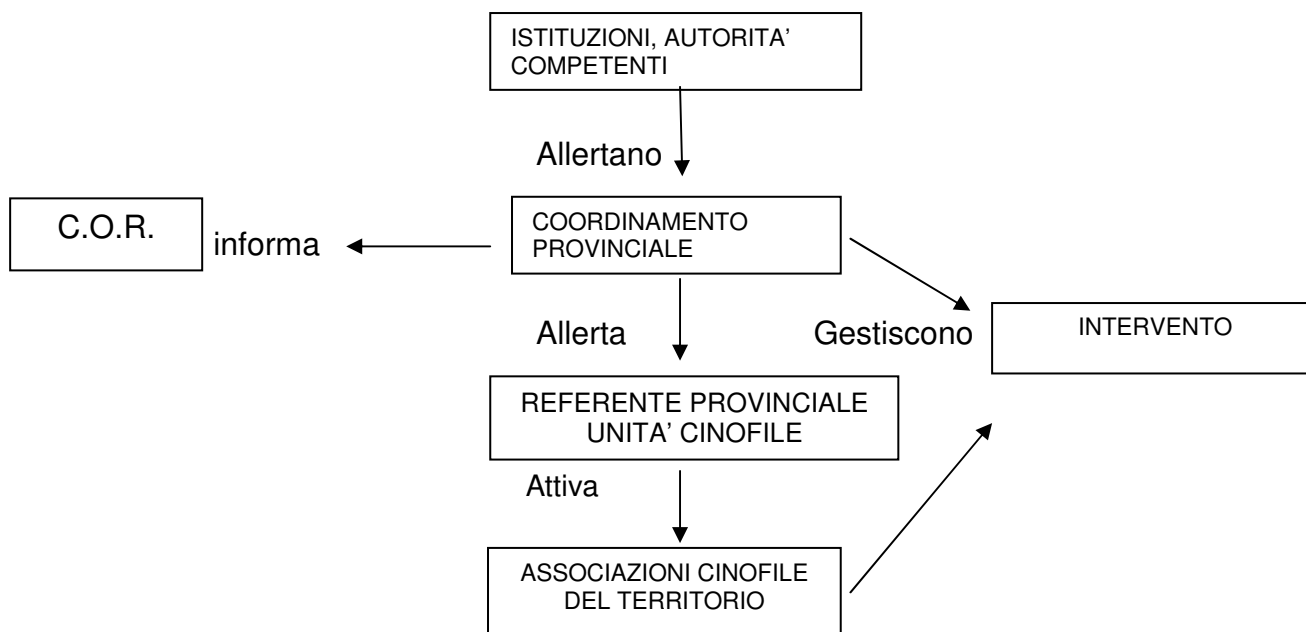 ISTITUZIONI, AUTORITA’
COMPETENTI
Allertano
C.O.R.
informa
COORDINAMENTO
PROVINCIALE
Allerta
Gestiscono
INTERVENTO
REFERENTE PROVINCIALE
UNITA’ CINOFILE
Attiva
ASSOCIAZIONI CINOFILE
DEL TERRITORIO